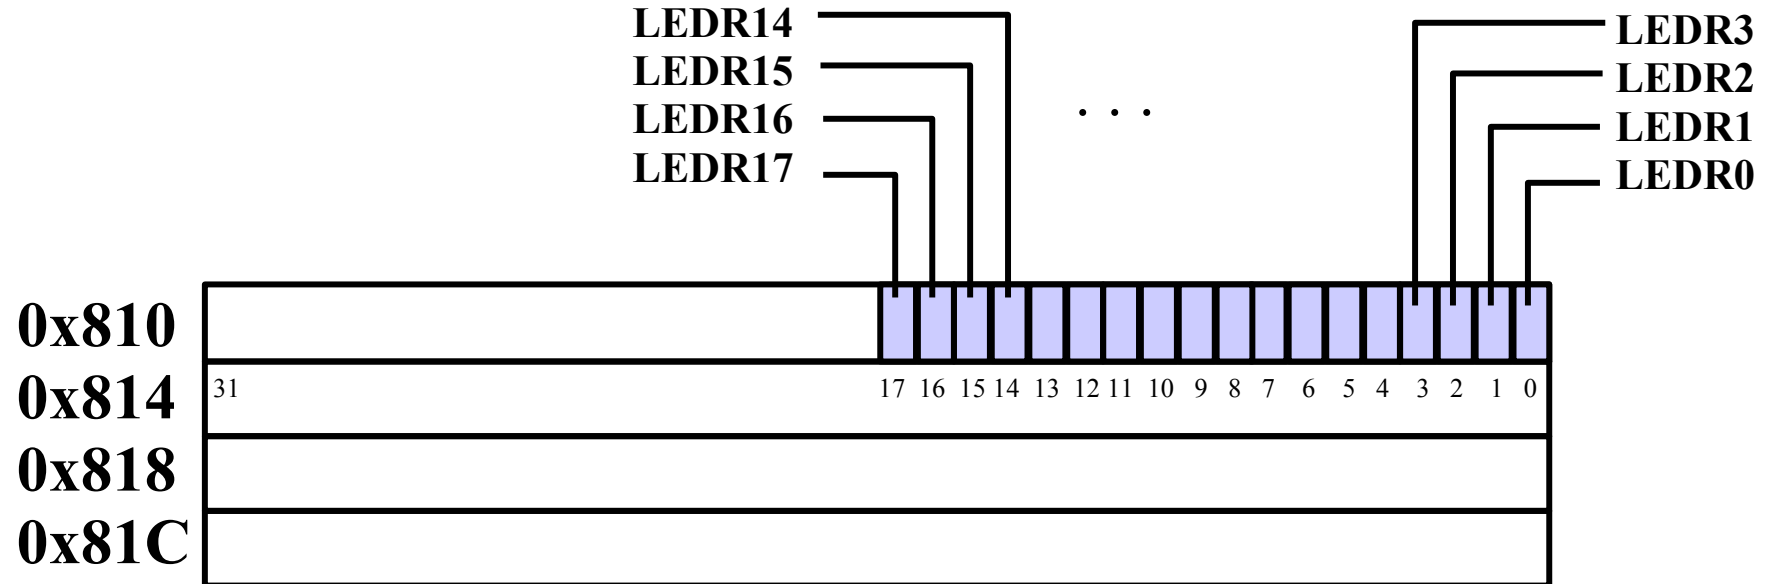 LEDR14
LEDR15
LEDR16
LEDR17
. . .
LEDR3
LEDR2
LEDR1
LEDR0
0x810
0x814
31 17 16 15 14 13 12 11 10 9 8 7 6 5 4 3 2 1 0
0x818
0x81C